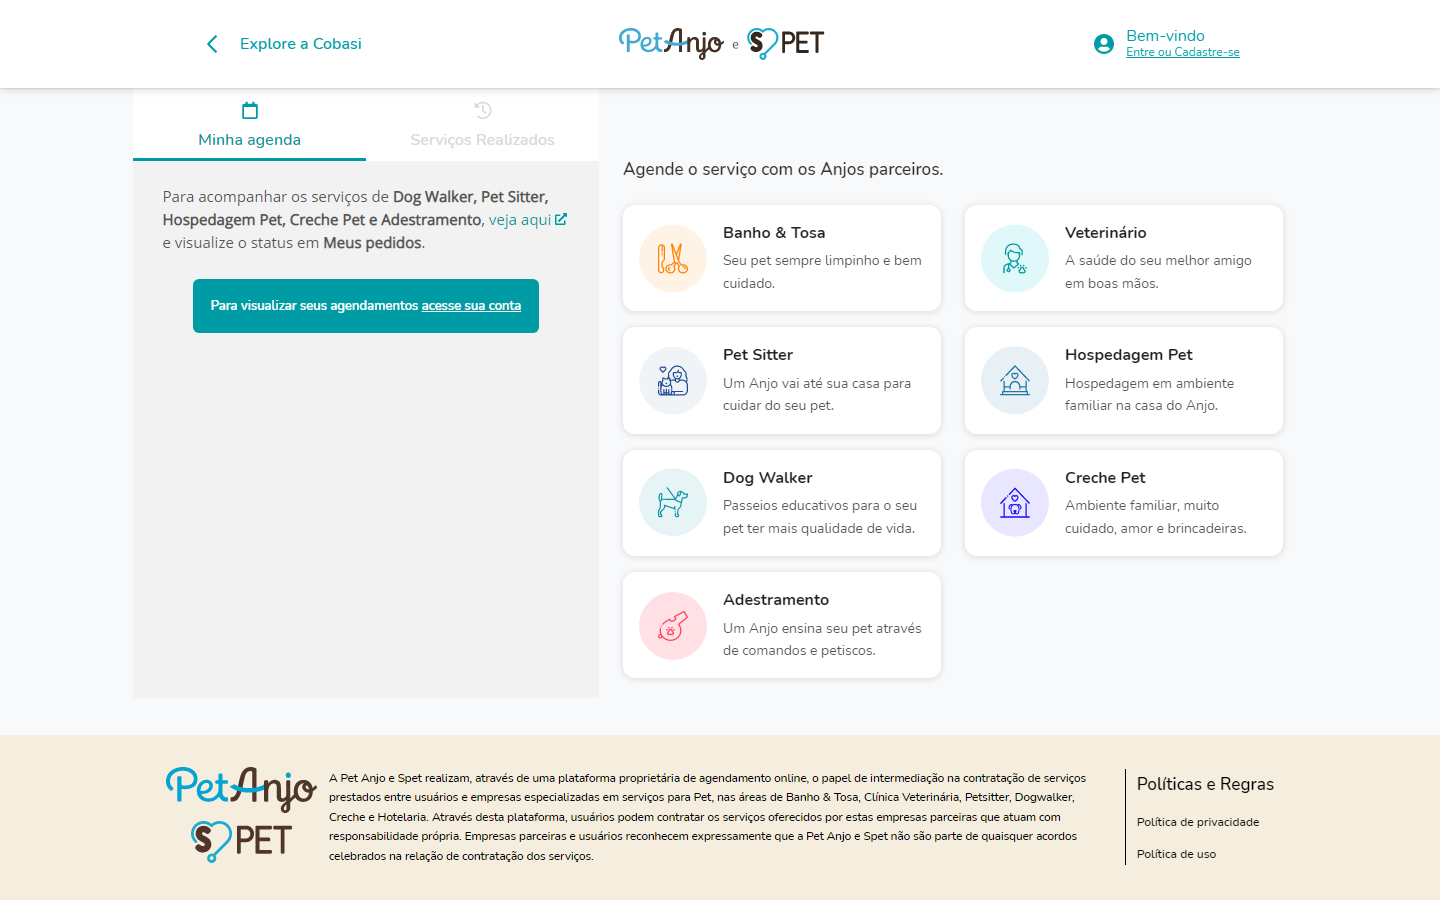 Explore a Cobasi
PetAnjo e SPET
Bem-vindo
Entre ou Cadastre-se
Minha agenda
Serviços Realizados
Para acompanhar os serviços de Dog Walker, Pet Sitter,
Hospedagem Pet, Creche Pet e Adestramento, veja aqui
e visualize o status em Meus pedidos.
Para visualizar seus agendamentos acesse sua conta
Agende o serviço com os Anjos parceiros.
Banho & Tosa
Seu pet sempre limpinho e bem
cuidado.
Veterinário
A saúde do seu melhor amigo
em boas mãos.
Pet Sitter
Um Anjo vai até sua casa para
cuidar do seu pet.
Hospedagem Pet
Hospedagem em ambiente
familiar na casa do Anjo.
Dog Walker
Passeios educativos para o seu
pet ter mais qualidade de vida.
Creche Pet
Ambiente familiar, muito
cuidado, amor e brincadeiras.
Adestramento
Um Anjo ensina seu pet através
de comandos e petiscos.
PetAnjo
SPET
A Pet Anjo e Spet realizam, através de uma plataforma proprietária de agendamento online, o papel de intermediação na contratação de serviços
prestados entre usuários e empresas especializadas em serviços para Pet, nas áreas de Banho & Tosa, Clínica Veterinária, Petsitter, Dogwalker,
Creche e Hotelaria. Através desta plataforma, usuários podem contratar os serviços oferecidos por estas empresas parceiras que atuam com
responsabilidade própria. Empresas parceiras e usuários reconhecem expressamente que a Pet Anjo e Spet não são parte de quaisquer acordos
celebrados na relação de contratação dos serviços.
Políticas e Regras
Política de privacidade
Política de uso